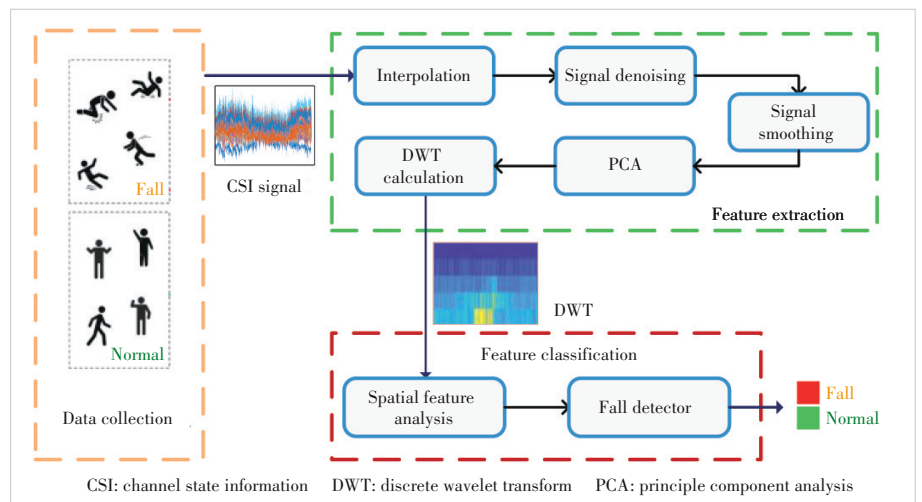 Fall
Normal
Data collection
CSI signal
Interpolation
Signal denoising
Signal
smoothing
PCA
DWT
calculation
Feature extraction
DWT
Feature classification
Spatial feature
analysis
Fall detector
Fall
Normal
CSI: channel state information DWT: discrete wavelet transform PCA: principle component analysis